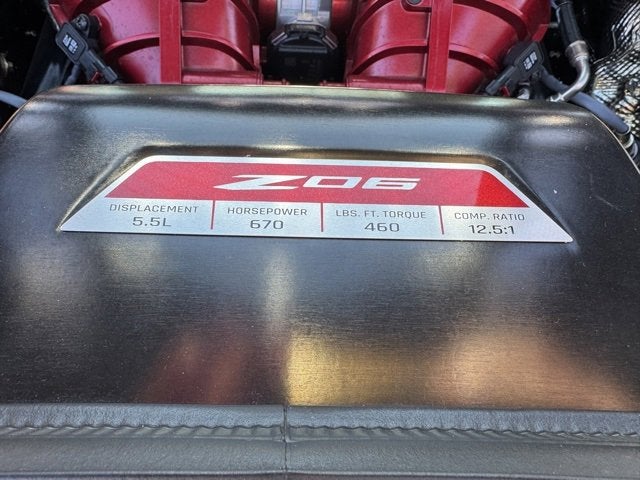 Z06
DISPLACEMENT HORSEPOWER LBS. FT. TORQUE COMP. RATIO
5.5L 670 460 12.5:1